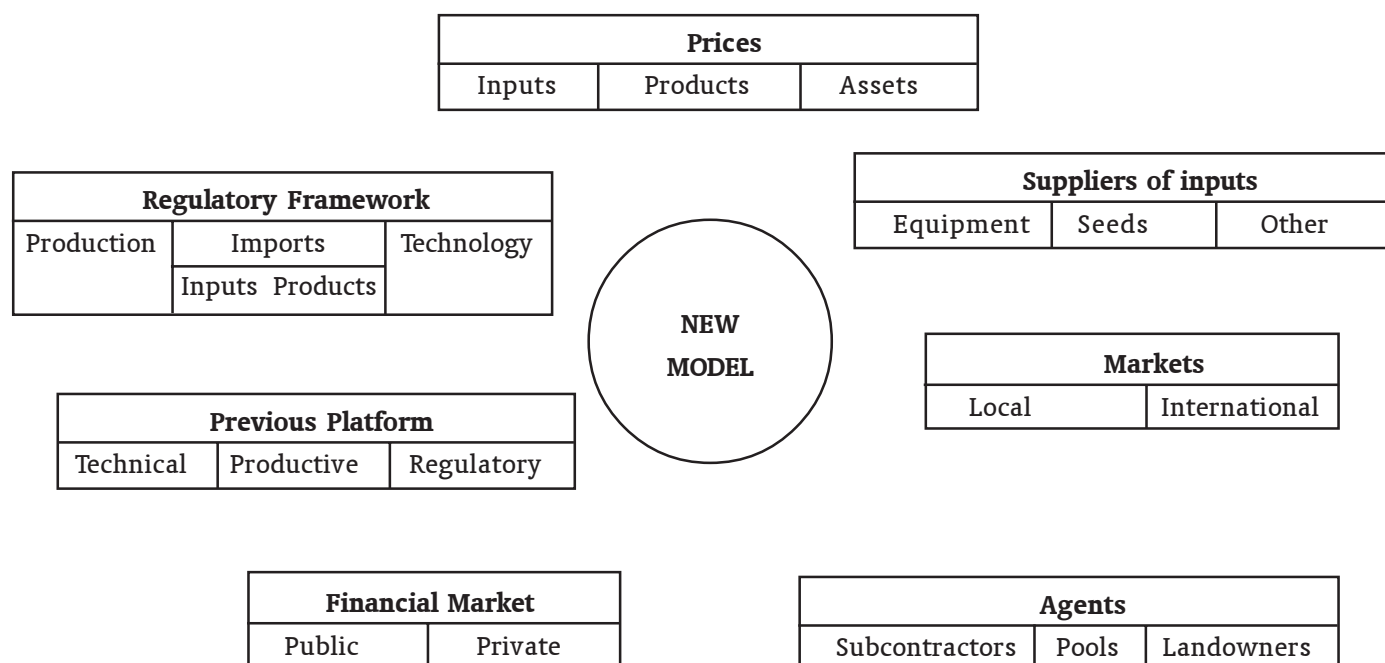 Prices
Inputs Products Assets
Suppliers of inputs
Equipment Seeds Other
Regulatory Framework
Production Imports Technology
Inputs Products
NEW
MODEL
Markets
Local International
Previous Platform
Technical Productive Regulatory
Financial Market
Public Private
Agents
Subcontractors Pools Landowners